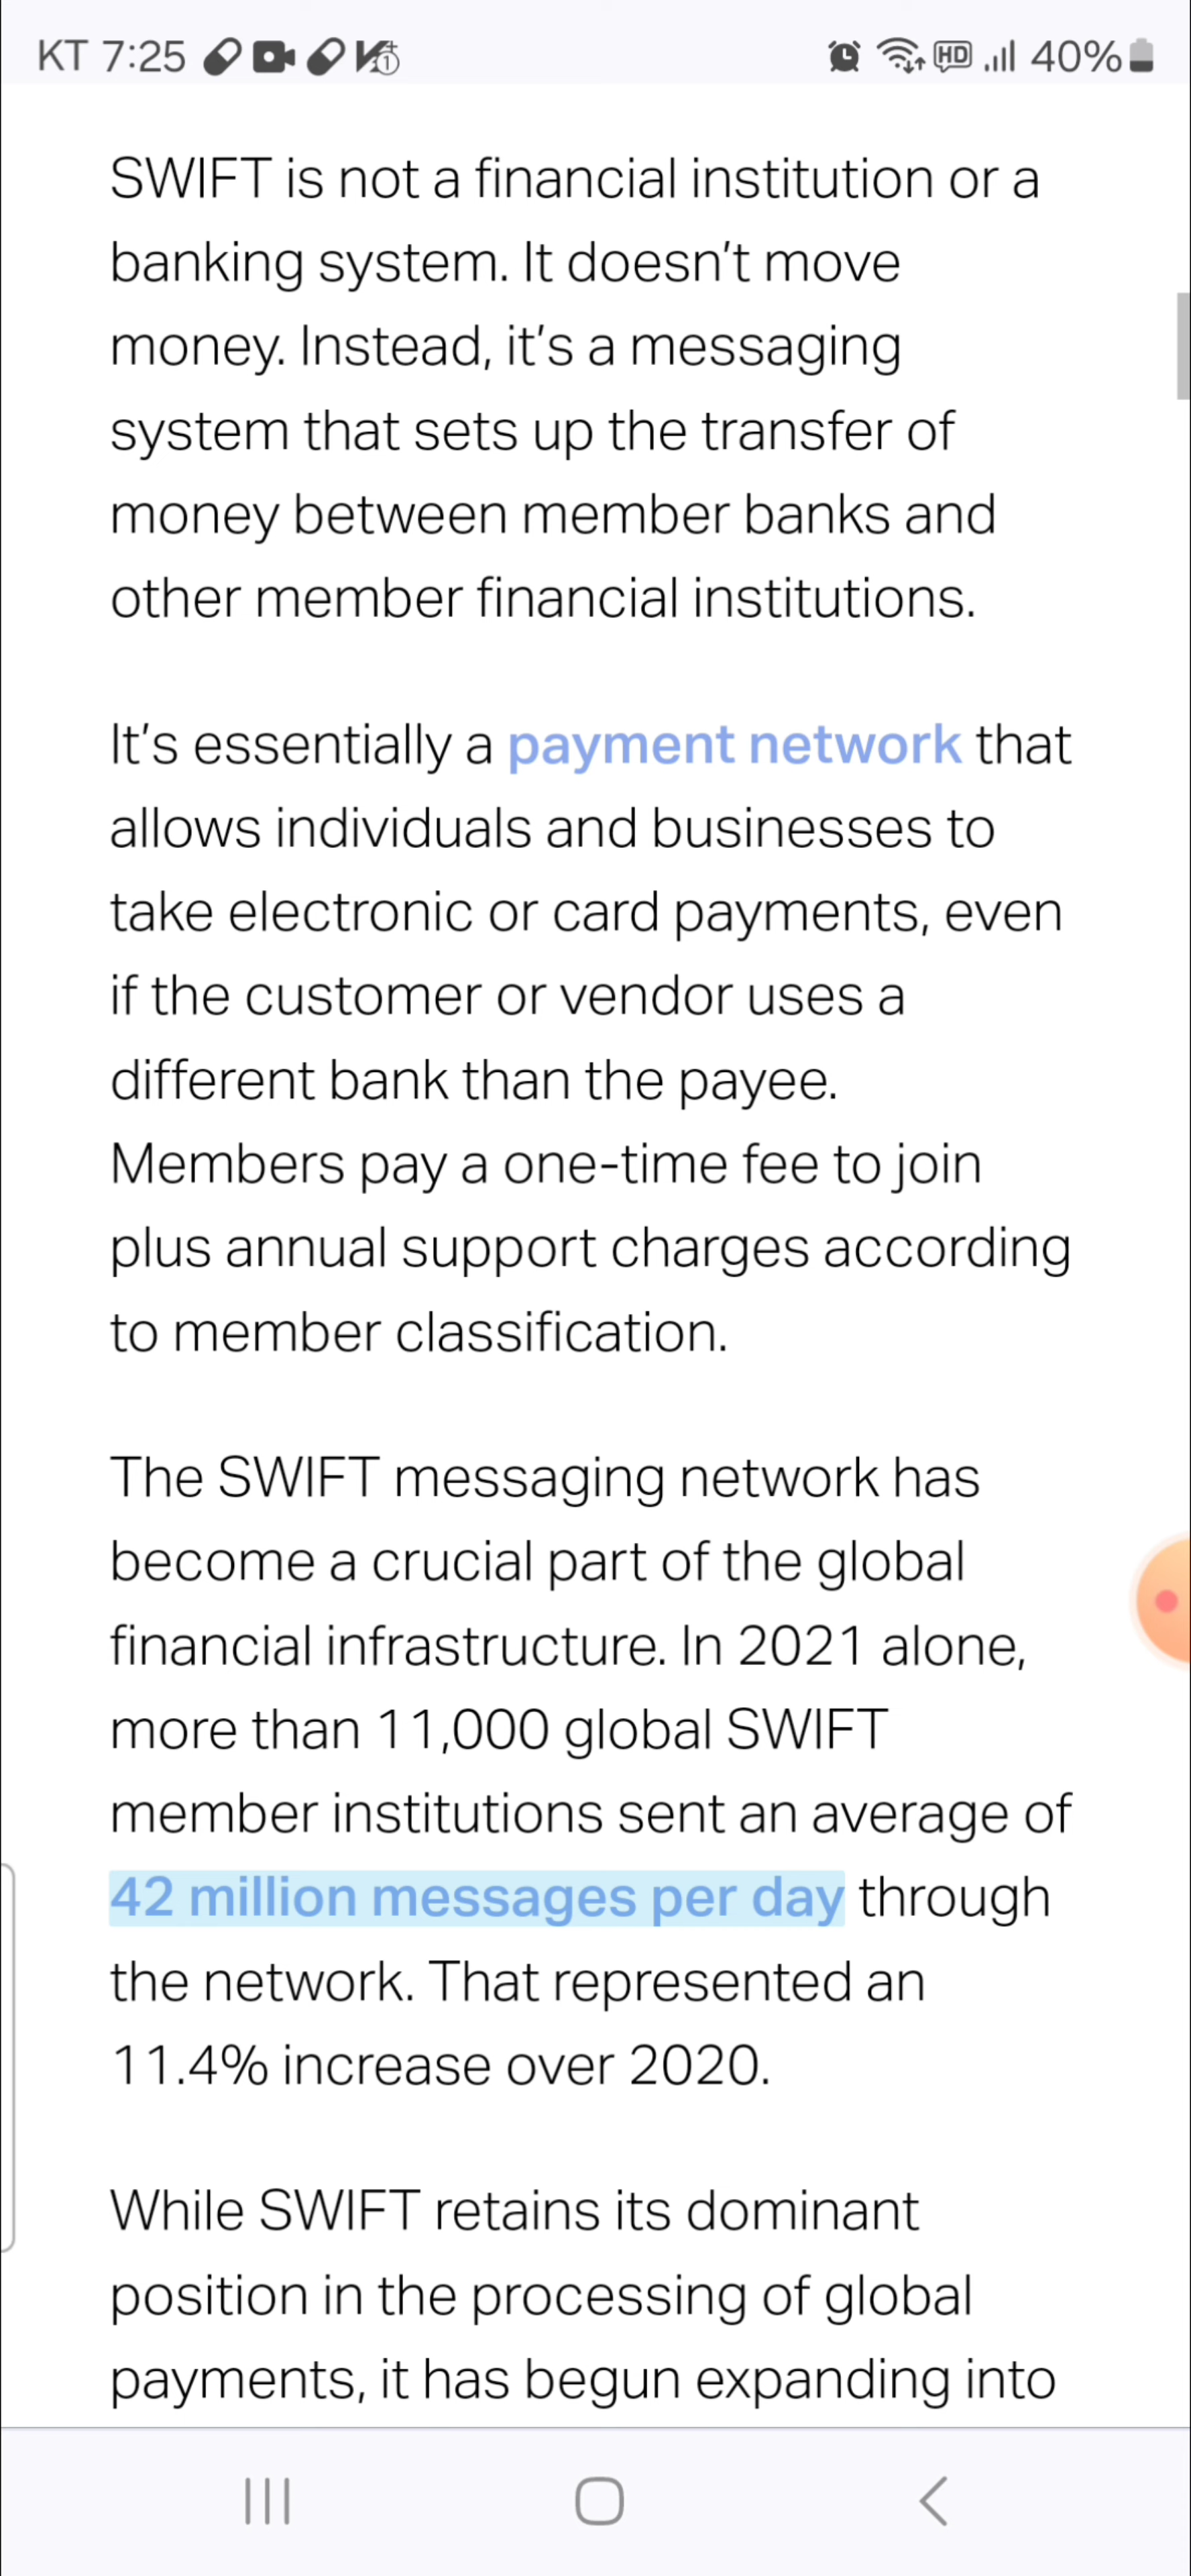 KT 7:25
HD 40%
SWIFT is not a financial institution or a
banking system. It doesn’t move
money. Instead, it’s a messaging
system that sets up the transfer of
money between member banks and
other member financial institutions.
It’s essentially a payment network that
allows individuals and businesses to
take electronic or card payments, even
if the customer or vendor uses a
different bank than the payee.
Members pay a one-time fee to join
plus annual support charges according
to member classification.
The SWIFT messaging network has
become a crucial part of the global
financial infrastructure. In 2021 alone,
more than 11,000 global SWIFT
member institutions sent an average of
42 million messages per day through
the network. That represented an
11.4% increase over 2020.
While SWIFT retains its dominant
position in the processing of global
payments, it has begun expanding into